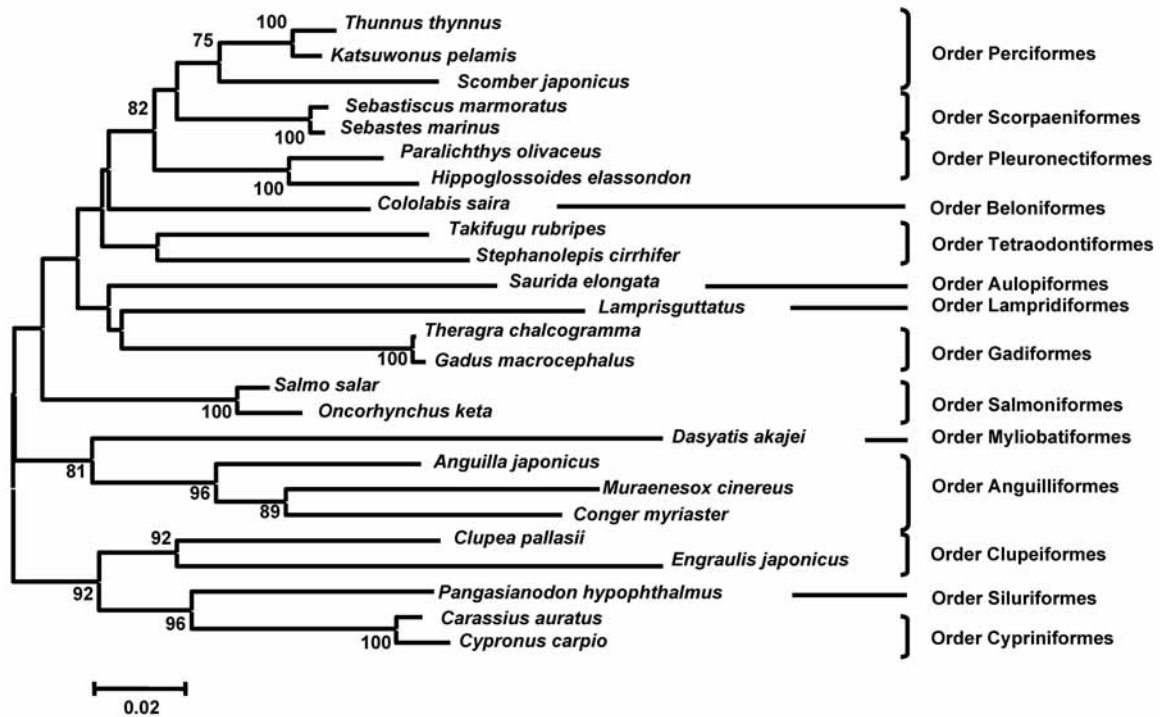 100
Thunnus thynnus
75
Katsuwonus pelamis
Order Perciformes
Scomber japonicus
82
Sebastiscus marmoratus
Order Scorpaeniformes
100
Sebastes marinus
Paralichthys olivaceus
Order Pleuronectiformes
100
Hippoglossoides elassondon
Cololabis saira
Order Beloniformes
Takifugu rubripes
Order Tetraodontiformes
Stephanolepis cirrhifer
Saurida elongata
Order Aulopiformes
Lamprisguttatus
Order Lampridiformes
Theragra chalcogramma
Order Gadiformes
100
Gadus macrocephalus
Salmo salar
Order Salmoniformes
100
Oncorhynchus keta
Dasyatis akajei
Order Myliobatiformes
81
Anguilla japonicus
96
Muraenesox cinereus
Order Anguilliformes
89
Conger myriaster
92
Clupea pallasii
Order Clupeiformes
Engraulis japonicus
92
Pangasianodon hypophthalmus
Order Siluriformes
96
Carassius auratus
Order Cypriniformes
100
Cypronus carpio
0.02